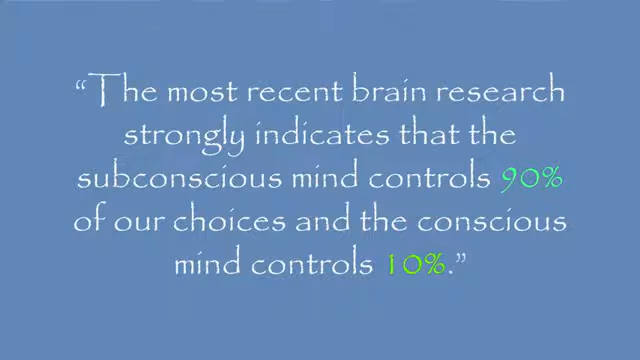 “The most recent brain research
strongly indicates that the
subconscious mind controls 90%
of our choices and the conscious
mind controls 10%.”